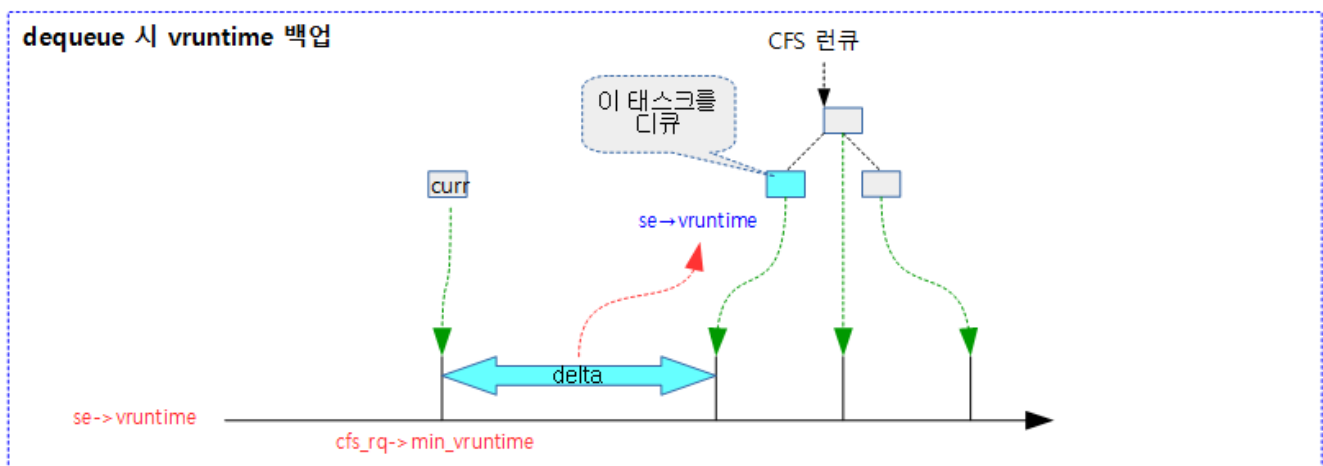 dequeue 시 vruntime 백업
CFS 런큐
이 태스크를
디큐
curr
se→vruntime
delta
se->vruntime
cfs_rq->min_vruntime